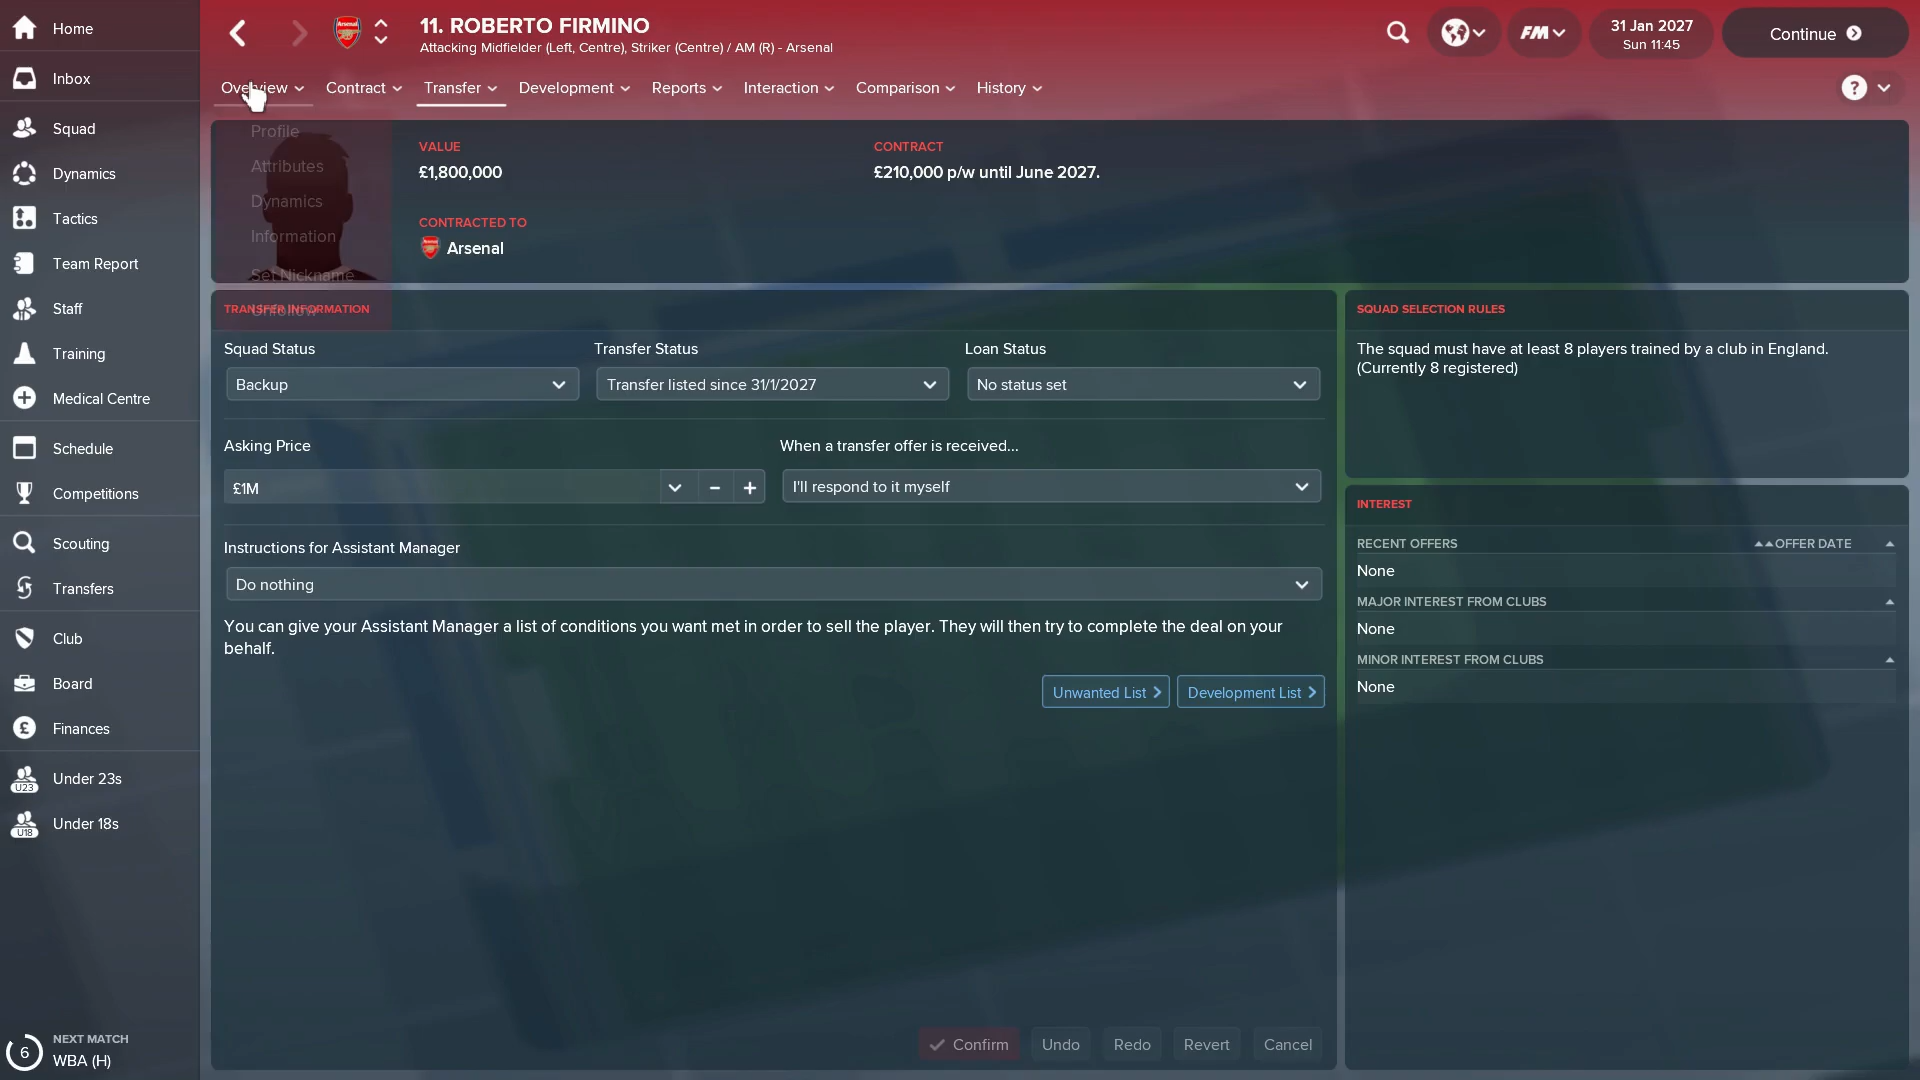 Home
Inbox
Squad
Dynamics
Tactics
Team Report
Staff
Training
Medical Centre
Schedule
Competitions
Scouting
Transfers
Club
Board
Finances
U23
Under 23s
U18
Under 18s
6
NEXT MATCH
WBA (H)
Arsenal
11. ROBERTO FIRMINO
Attacking Midfielder (Left, Centre), Striker (Centre) / AM (R) - Arsenal
FM
31 Jan 2027
Sun 11:45
Continue
Overview
Contract
Transfer
Development
Reports
Interaction
Comparison
History
?
Profile
Attributes
Dynamics
Information
Set Nickname
Unfollow
VALUE
£1,800,000
CONTRACT
£210,000 p/w until June 2027.
CONTRACTED TO
Arsenal
TRANSFER INFORMATION
Squad Status
Transfer Status
Loan Status
Backup
Transfer listed since 31/1/2027
No status set
Asking Price
When a transfer offer is received...
£1M
I'll respond to it myself
Instructions for Assistant Manager
Do nothing
You can give your Assistant Manager a list of conditions you want met in order to sell the player. They will then try to complete the deal on your
behalf.
Unwanted List
Development List
Confirm
Undo
Redo
Revert
Cancel
SQUAD SELECTION RULES
The squad must have at least 8 players trained by a club in England.
(Currently 8 registered)
INTEREST
RECENT OFFERS
OFFER DATE
None
MAJOR INTEREST FROM CLUBS
None
MINOR INTEREST FROM CLUBS
None